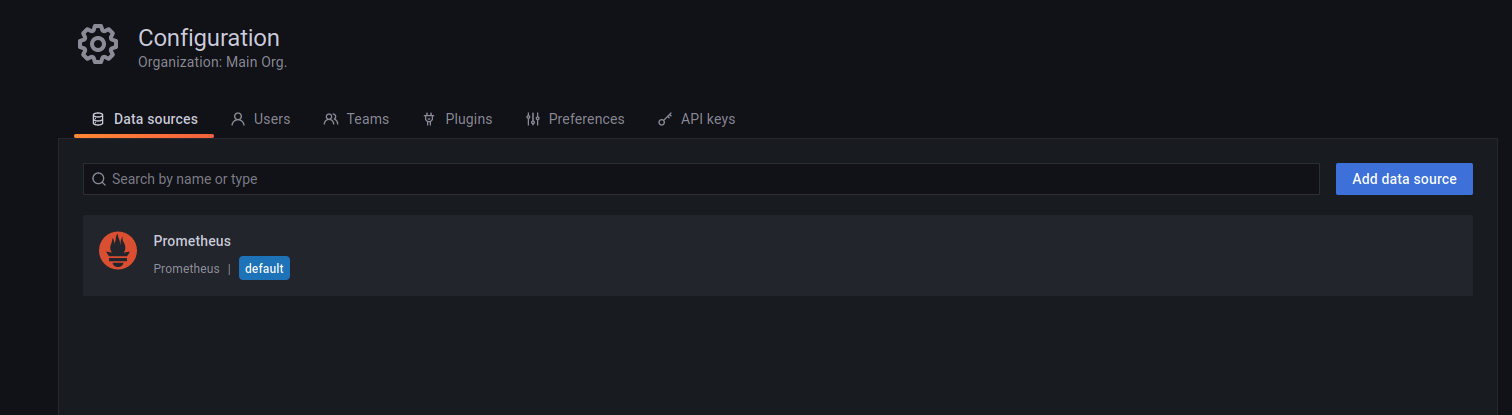 Configuration
Organization: Main Org.
Data sources Users Teams Plugins Preferences API keys
Search by name or type Add data source
Prometheus
Prometheus | default